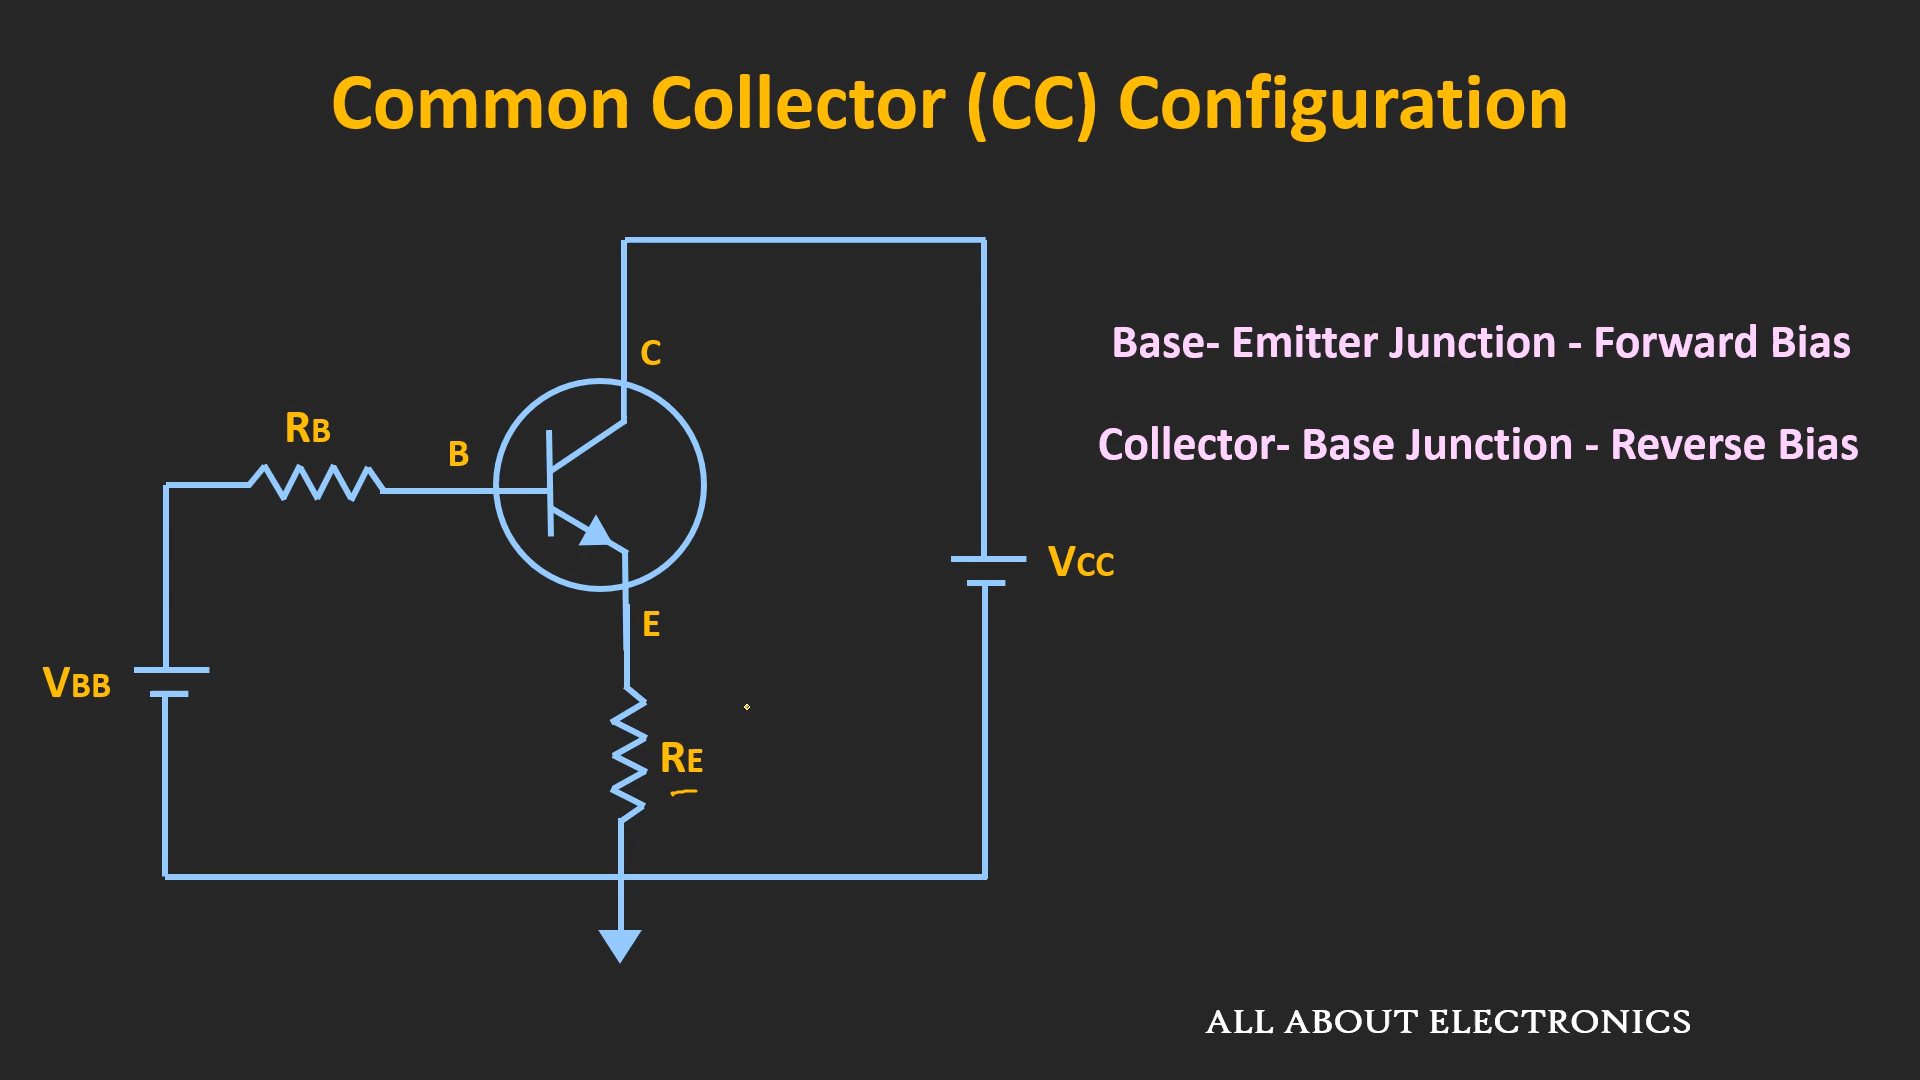 Common Collector (CC) Configuration
C
Base- Emitter Junction - Forward Bias
RB
B
Collector- Base Junction - Reverse Bias
VCC
E
VBB
RE
ALL ABOUT ELECTRONICS